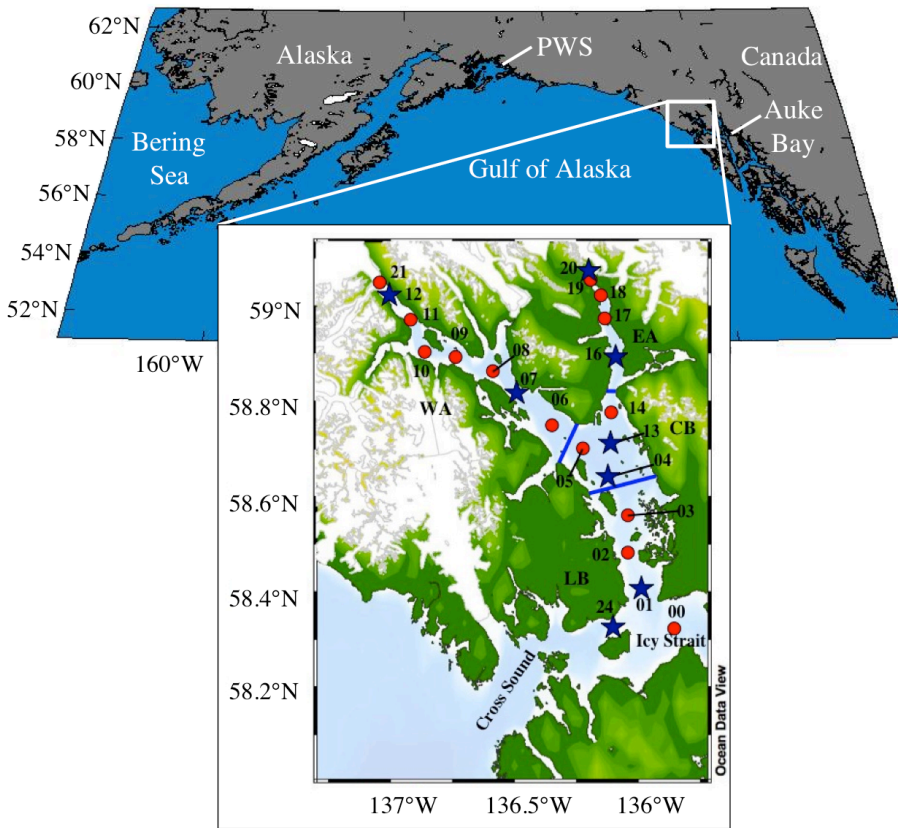 62°N
Alaska
PWS
Canada
60°N
Auke
Bay
58°N
Bering
Sea
Gulf of Alaska
56°N
54°N
52°N
160°W
21
20
12
19
18
59°N
11
17
09
EA
08
16
10
07
58.8°N
WA
06
14
CB
13
04
05
58.6°N
03
02
LB
58.4°N
01
24
00
Icy Strait
58.2°N
Cross Sound
Ocean Data View
137°W
136.5°W
136°W